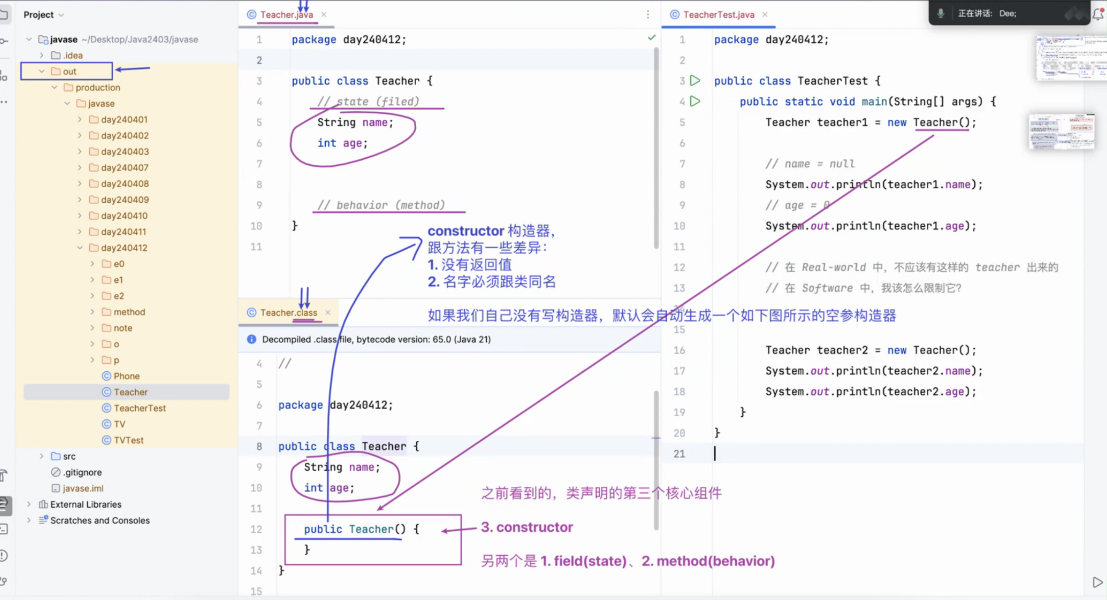 Project
javase ~/Desktop/Java2403/javase
.idea
out
production
javase
day240401
day240402
day240403
day240407
day240408
day240409
day240410
day240411
day240412
e0
e1
e2
method
note
o
p
Phone
Teacher
TeacherTest
TV
TVTest
src
.gitignore
javase.iml
External Libraries
Scratches and Consoles
Teacher.java
1 package day240412;
2
3 public class Teacher {
4 // state (filed)
5 String name;
6 int age;
7
8
9 // behavior (method)
10 }
11
constructor 构造器,
跟方法有一些差异:
1. 没有返回值
2. 名字必须跟类同名
如果我们自己没有写构造器，默认会自动生成一个如下图所示的空参构造器
Teacher.class
Decompiled .class file, bytecode version: 65.0 (Java 21)
4 //
5
6 package day240412;
7
8 public class Teacher {
9 String name;
10 int age;
11
12 public Teacher() {
13 }
14 }
15
之前看到的，类声明的第三个核心组件
3. constructor
另两个是 1. field(state)、2. method(behavior)
TeacherTest.java
1 package day240412;
2
3 public class TeacherTest {
4 public static void main(String[] args) {
5 Teacher teacher1 = new Teacher();
6
7 // name = null
8 System.out.println(teacher1.name);
9 // age = 0
10 System.out.println(teacher1.age);
11
12 // 在 Real-world 中，不应该有这样的 teacher 出来的
13 // 在 Software 中，我该怎么限制它?
15
16 Teacher teacher2 = new Teacher();
17 System.out.println(teacher2.name);
18 System.out.println(teacher2.age);
19 }
20 }
21
正在讲话: Dee;